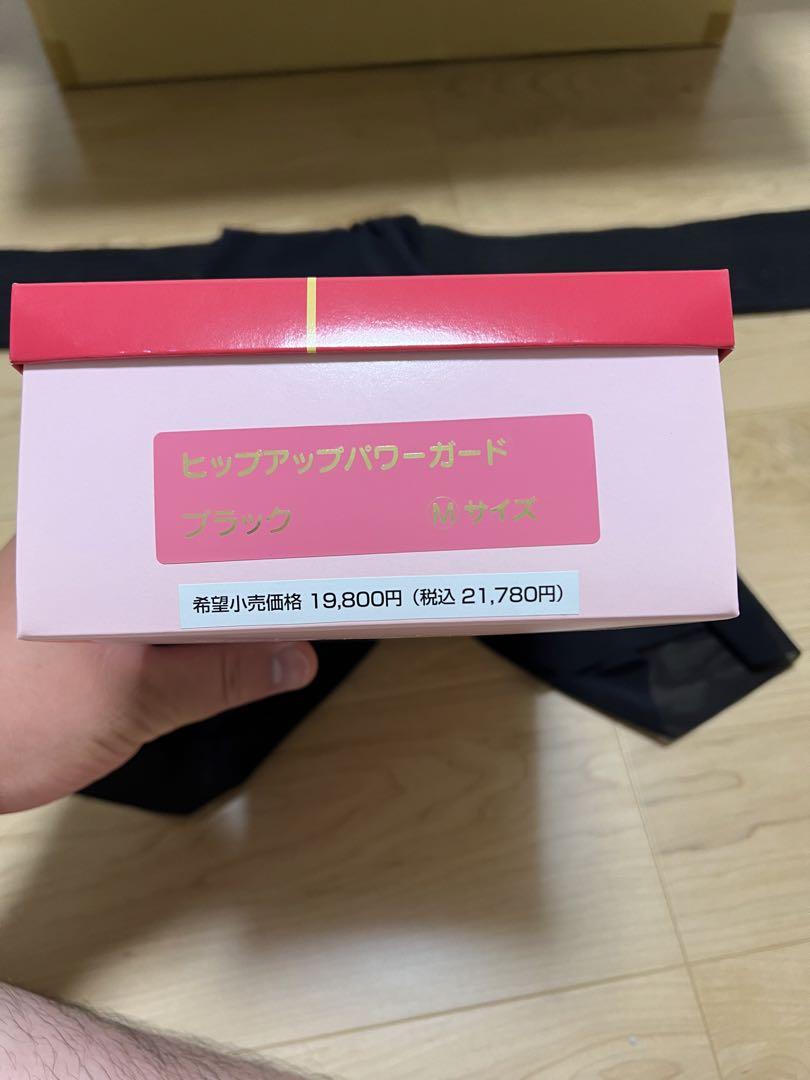 ヒップアップパワーガード
ブラック Ⓜサイズ
希望小売価格 19,800円（税込 21,780円）